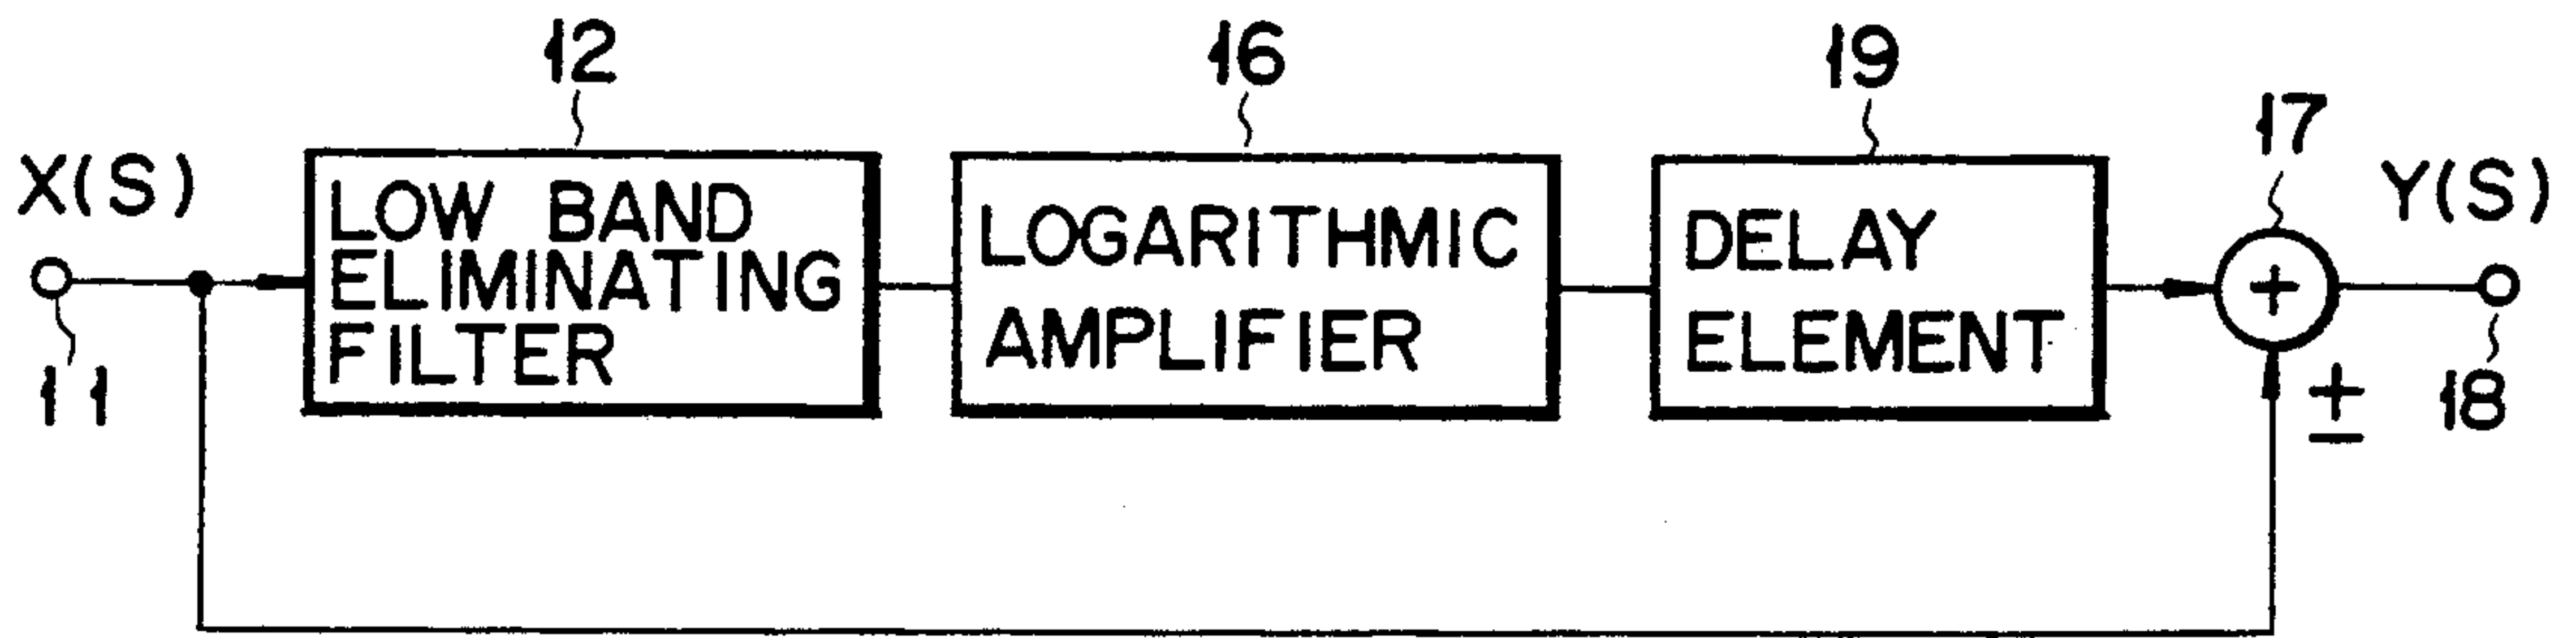 12
16
19
17
X(S)
Y(S)
LOW BAND
ELIMINATING
FILTER
LOGARITHMIC
AMPLIFIER
DELAY
ELEMENT
+
±
11
18